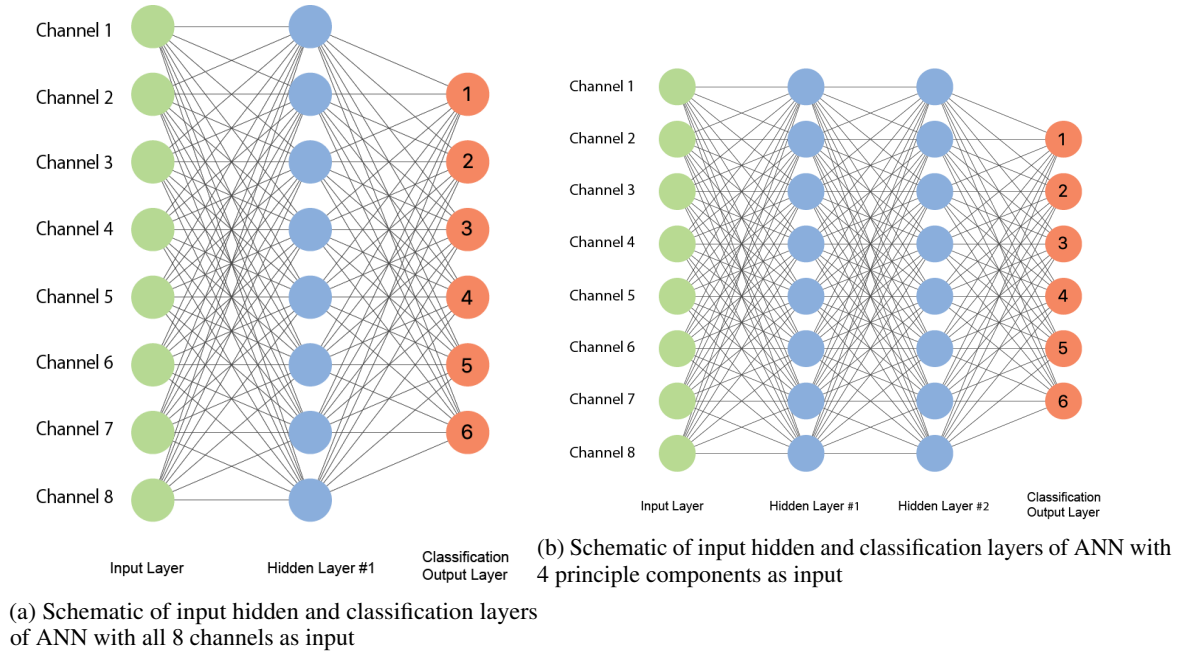 Channel 1
Channel 2
Channel 3
Channel 4
Channel 5
Channel 6
Channel 7
Channel 8
1
2
3
4
5
6
Input Layer
Hidden Layer #1
Classification
Output Layer
(a) Schematic of input hidden and classification layers
of ANN with all 8 channels as input
Channel 1
Channel 2
Channel 3
Channel 4
Channel 5
Channel 6
Channel 7
Channel 8
1
2
3
4
5
6
Input Layer
Hidden Layer #1
Hidden Layer #2
Classification
Output Layer
(b) Schematic of input hidden and classification layers of ANN with
4 principle components as input